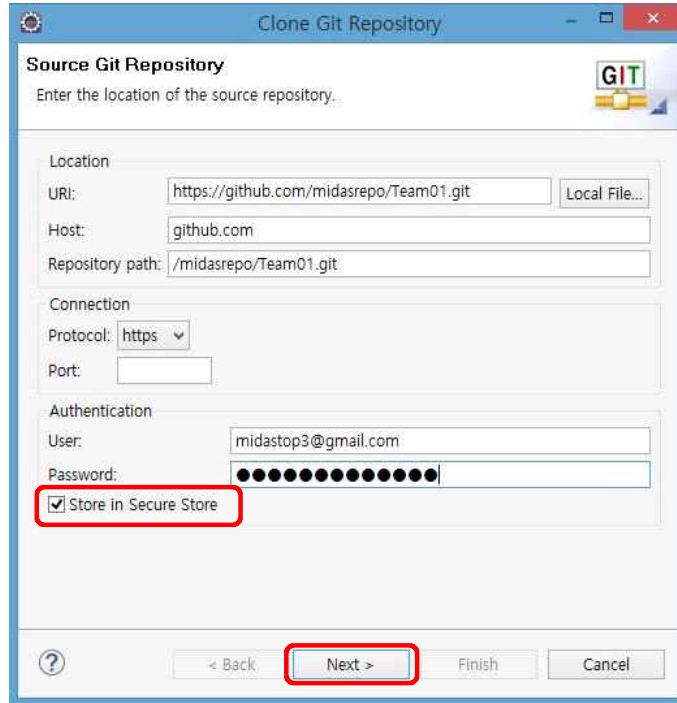 Clone Git Repository
Source Git Repository
Enter the location of the source repository.
GIT
Location
URI: https://github.com/midasrepo/Team01.git Local File...
Host: github.com
Repository path: /midasrepo/Team01.git
Connection
Protocol: https
Port:
Authentication
User: midastop3@gmail.com
Password: ●●●●●●●●●●●●●
Store in Secure Store
< Back Next > Finish Cancel